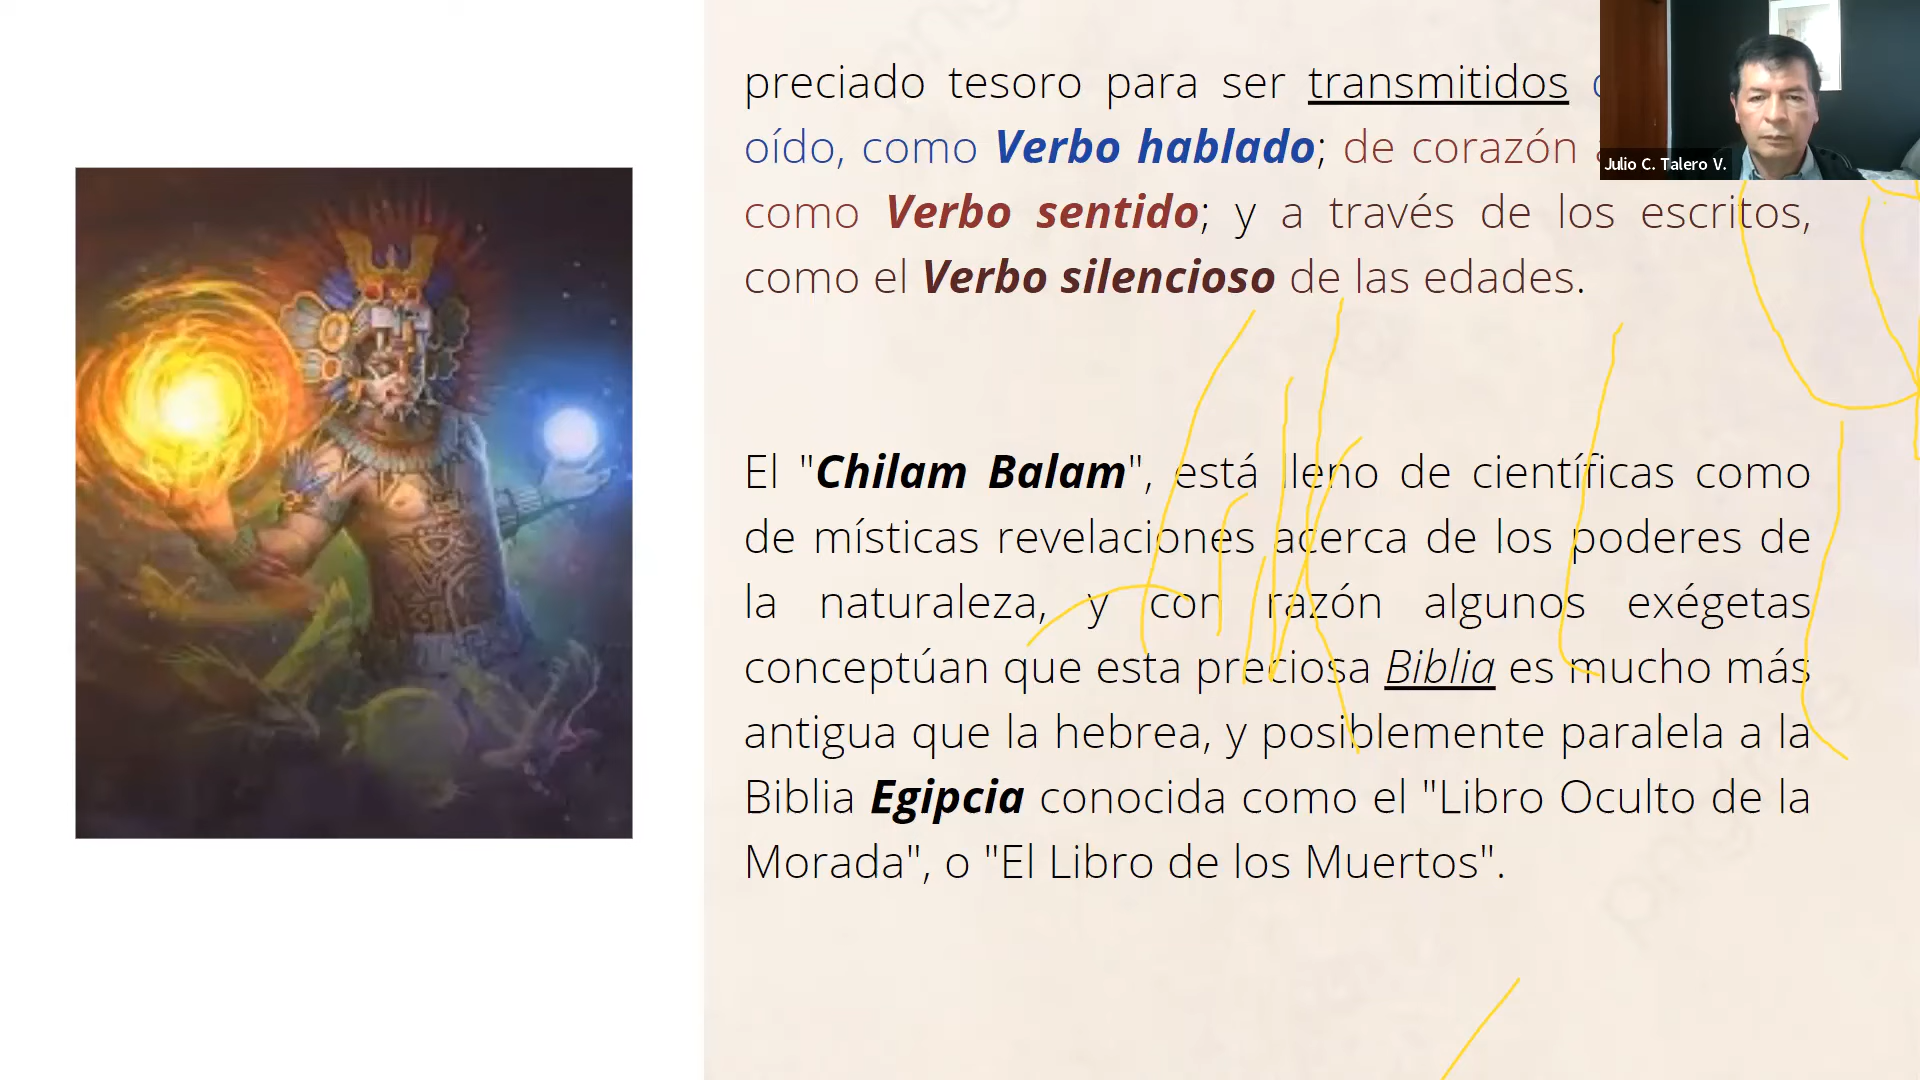 preciado tesoro para ser transmitidos
oído, como Verbo hablado; de corazón
Julio C. Talero V.
como Verbo sentido; y a través de los escritos,
como el Verbo silencioso de las edades.
El "Chilam Balam", está lleno de científicas como
de místicas revelaciones acerca de los poderes de
la naturaleza, y con razón algunos exégetas
conceptúan que esta preciosa Biblia es mucho más
antigua que la hebrea, y posiblemente paralela a la
Biblia Egipcia conocida como el "Libro Oculto de la
Morada", o "El Libro de los Muertos".